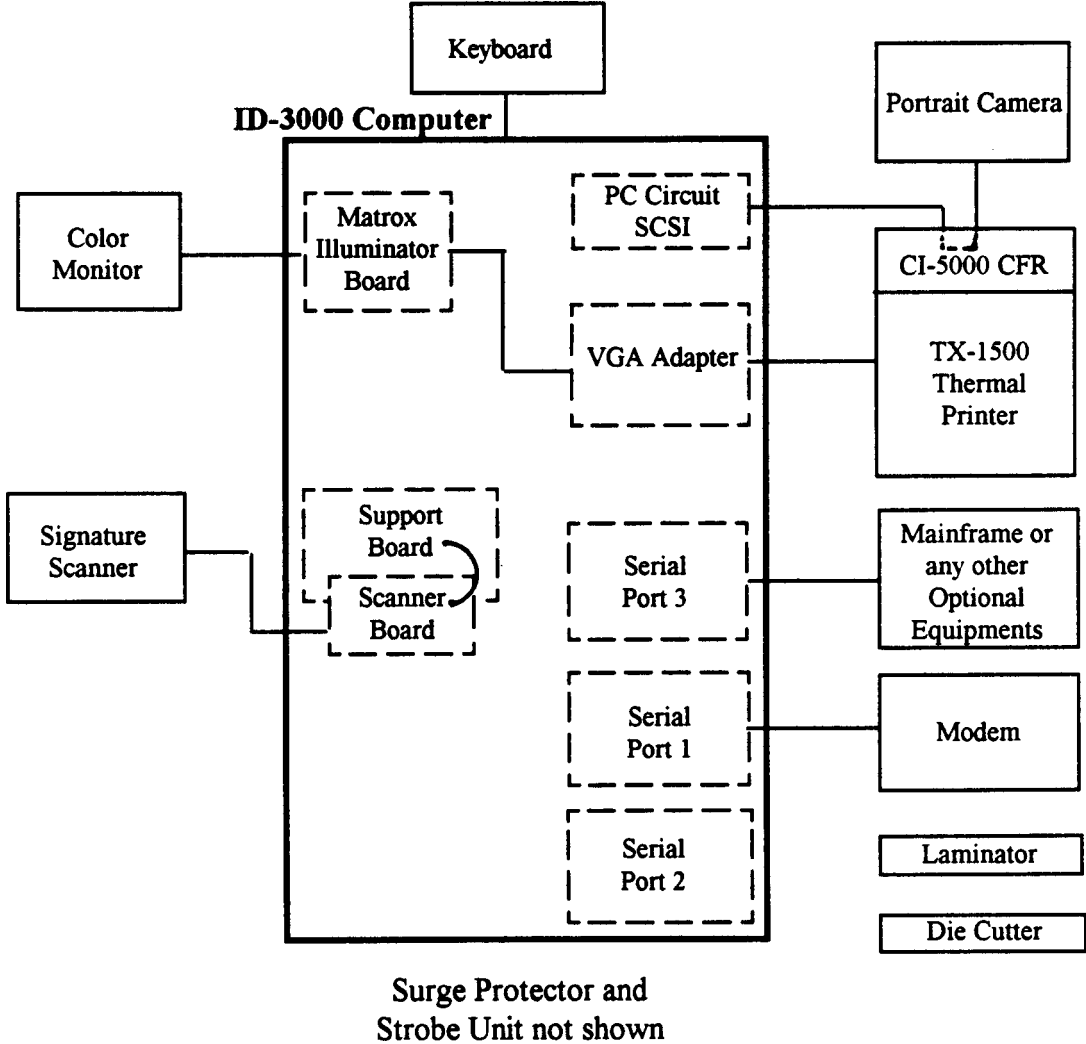 Keyboard
ID-3000 Computer
Portrait Camera
PC Circuit
SCSI
Matrox
Illuminator
Board
Color
Monitor
CI-5000 CFR
VGA Adapter
TX-1500
Thermal
Printer
Support
Board
Signature
Scanner
Scanner
Board
Serial
Port 3
Mainframe or
any other
Optional
Equipments
Serial
Port 1
Modem
Serial
Port 2
Laminator
Die Cutter
Surge Protector and
Strobe Unit not shown